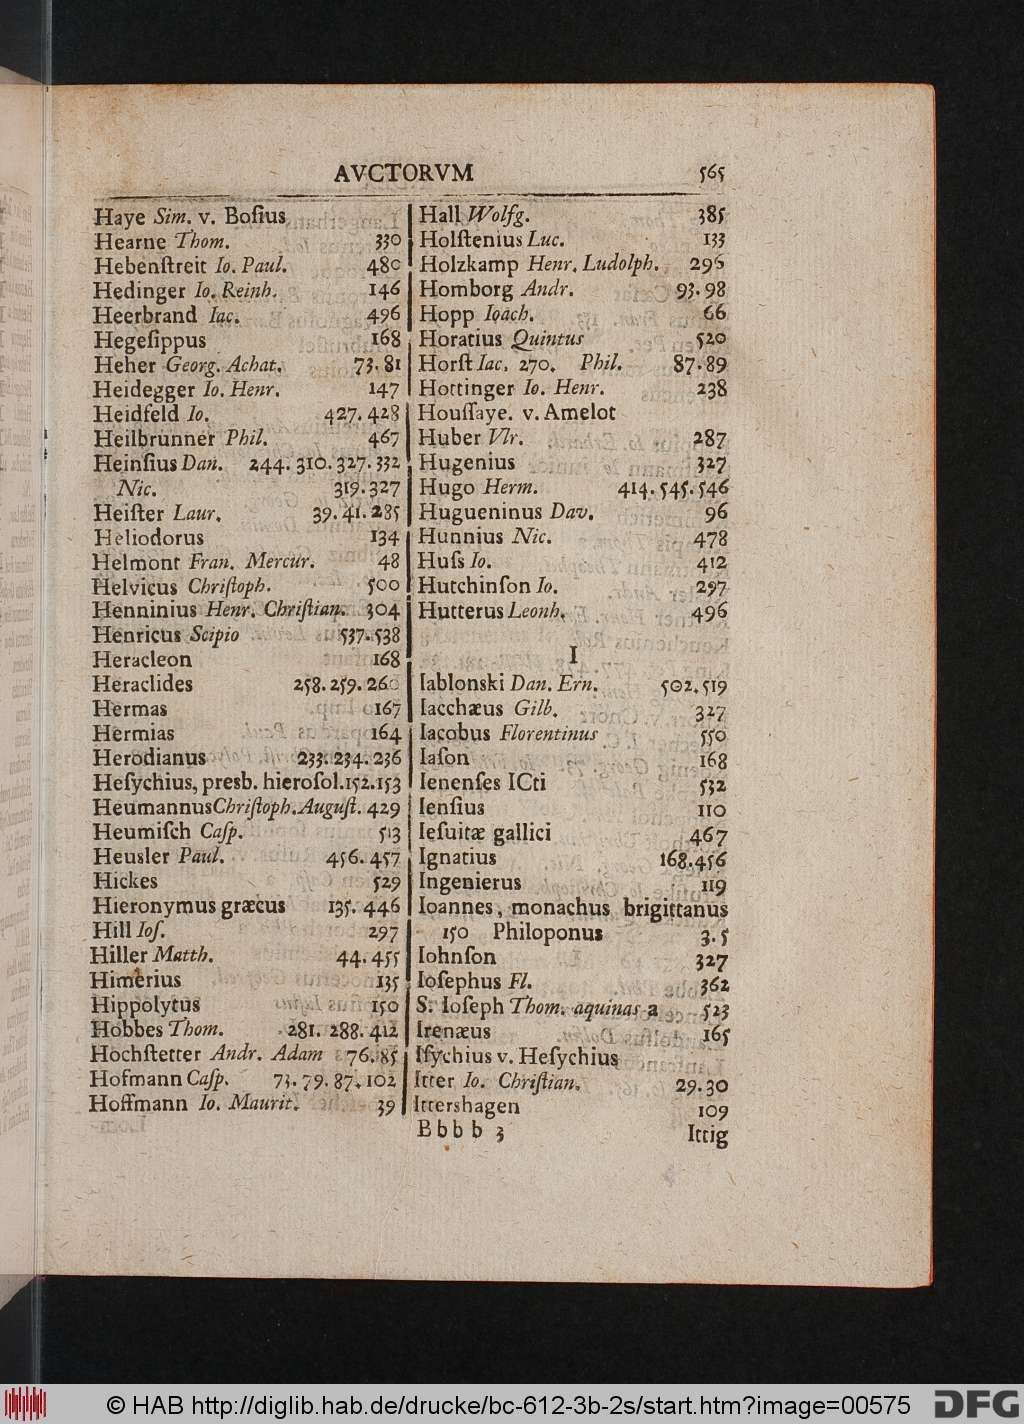 AVCTORVM 565
Haye Sim. v. Boſius
Hearne Thom. 330
Hebenſtreit Io. Paul. 480
Hedinger Io. Reinh. 146
Heerbrand Iac. 496
Hegeſippus 168
Heher Georg. Achat. 73. 81
Heidegger Io. Henr. 147
Heidfeld Io. 427. 428
Heilbrunner Phil. 467
Heinſius Dan. 244. 310. 327. 332
Nic. 319. 327
Heiſter Laur. 39. 41. 285
Heliodorus 134
Helmont Fran. Mercur. 48
Helvicus Chriſtoph. 500
Henninius Henr. Chriſtian. 304
Henricus Scipio 537. 538
Heracleon 168
Heraclides 258. 259. 260
Hermas 167
Hermias 164
Herodianus 233. 234. 236
Heſychius, presb. hieroſol. 152. 153
Heumannus Chriſtoph. Auguſt. 429
Heumiſch Caſp. 513
Heusler Paul. 456. 457
Hickes 529
Hieronymus græcus 135. 446
Hill Ioſ. 297
Hiller Matth. 44. 455
Himerius 135
Hippolytus 150
Hobbes Thom. 281. 288. 412
Hochſtetter Andr. Adam 76. 85
Hofmann Caſp. 73. 79. 87. 102
Hoffmann Io. Maurit. 39
Hall Wolfg. 385
Holſtenius Luc. 133
Holzkamp Henr. Ludolph. 296
Homborg Andr. 93. 98
Hopp Ioach. 66
Horatius Quintus 520
Horſt Iac. 270. Phil. 87. 89
Hottinger Io. Henr. 238
Houſſaye. v. Amelot
Huber Vlr. 287
Hugenius 327
Hugo Herm. 414. 545. 546
Hugueninus Dav. 96
Hunnius Nic. 478
Huſs Io. 412
Hutchinſon Io. 297
Hutterus Leonh. 496
I
Iablonski Dan. Ern. 502. 519
Iacchæus Gilb. 327
Iacobus Florentinus 550
Iaſon 168
Ienenſes ICti 532
Ienſius 110
Ieſuitæ gallici 467
Ignatius 168. 456
Ingenierus 119
Ioannes, monachus brigittanus
150 Philoponus 3. 5
Iohnſon 327
Ioſephus Fl. 362
S. Ioſeph Thom. aquinas a 523
Irenæus 165
Iſychius v. Heſychius
Itter Io. Chriſtian. 29. 30
Ittershagen 109
B b b b 3 Ittig
© HAB http://diglib.hab.de/drucke/bc-612-3b-2s/start.htm?image=00575 DFG